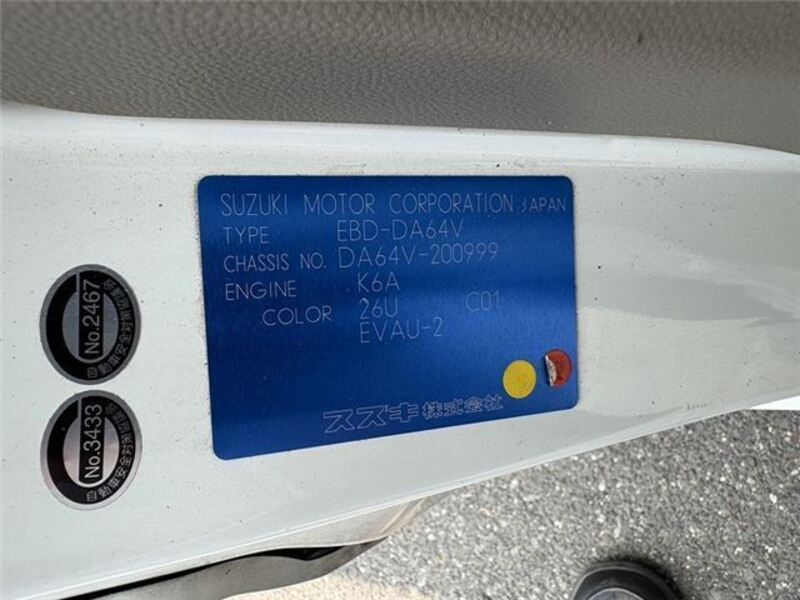 SUZUKI MOTOR CORPORATION JAPAN
TYPE EBD-DA64V
CHASSIS NO. DA64V-200999
ENGINE K6A
COLOR 26U C01
EVAU-2
スズキ株式会社
No.2467
No.3433